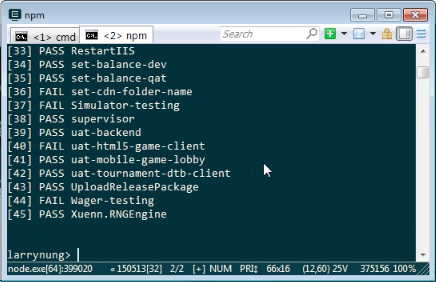 npm
<1> cmd
<2> npm
Search
[33] PASS RestartIIS
[34] PASS set-balance-dev
[35] PASS set-balance-qat
[36] FAIL set-cdn-folder-name
[37] FAIL Simulator-testing
[38] PASS supervisor
[39] PASS uat-backend
[40] FAIL uat-html5-game-client
[41] PASS uat-mobile-game-lobby
[42] PASS uat-tournament-dtb-client
[43] PASS UploadReleasePackage
[44] FAIL Wager-testing
[45] PASS Xuenn.RNGEngine
larrynung>
node.exe[64]:399020 « 150513[32] 2/2 [+] NUM PRI‡ 66x16 (12,60) 25V 375156 100%